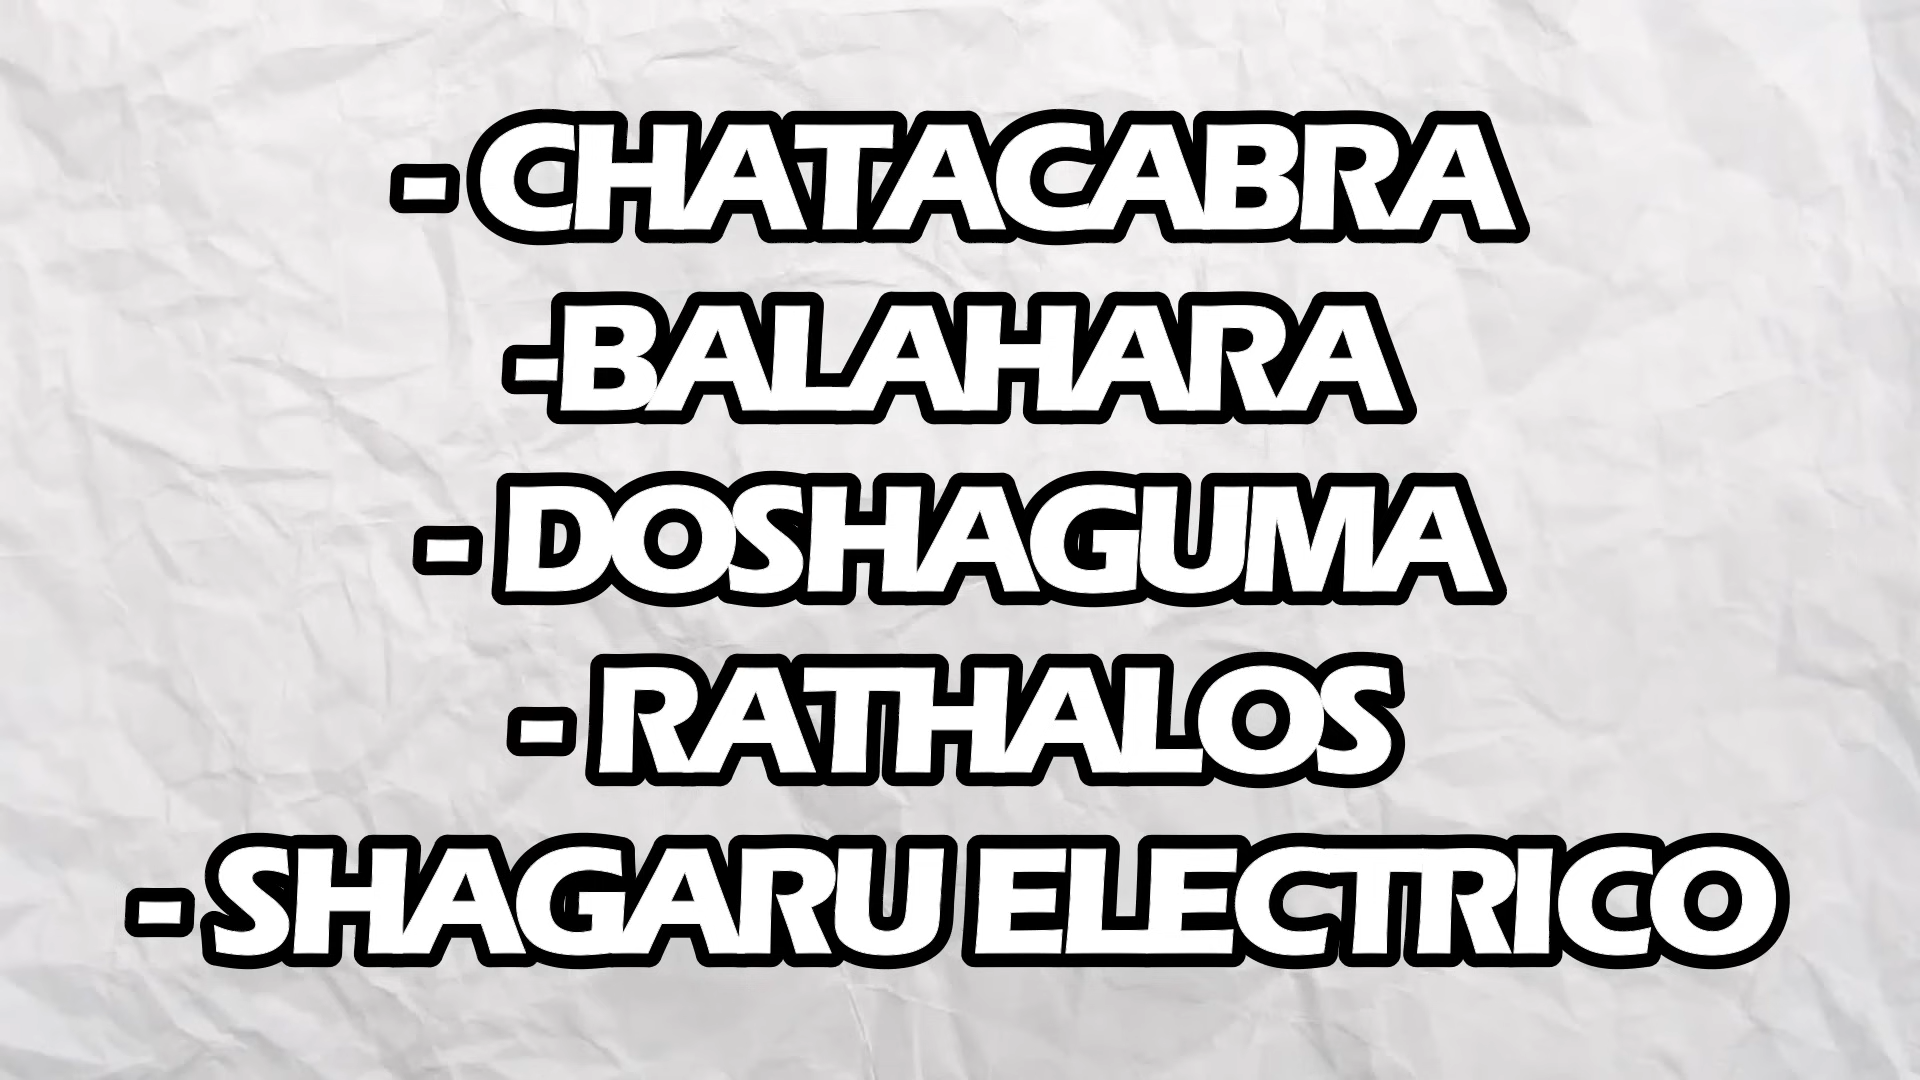 - CHATACABRA
-BALAHARA
- DOSHAGUMA
- RATHALOS
- SHAGARU ELECTRICO